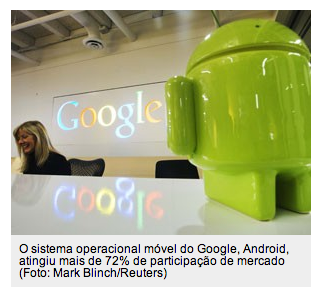 Google
O sistema operacional móvel do Google, Android,
atingiu mais de 72% de participação de mercado
(Foto: Mark Blinch/Reuters)